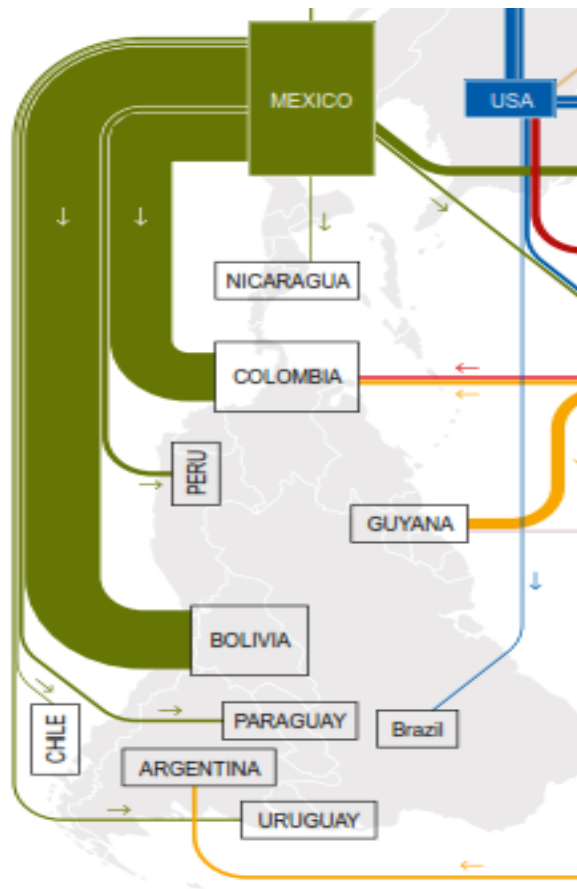 MEXICO
USA
NICARAGUA
COLOMBIA
PERU
GUYANA
BOLIVIA
PARAGUAY
Brazil
CHILE
ARGENTINA
URUGUAY